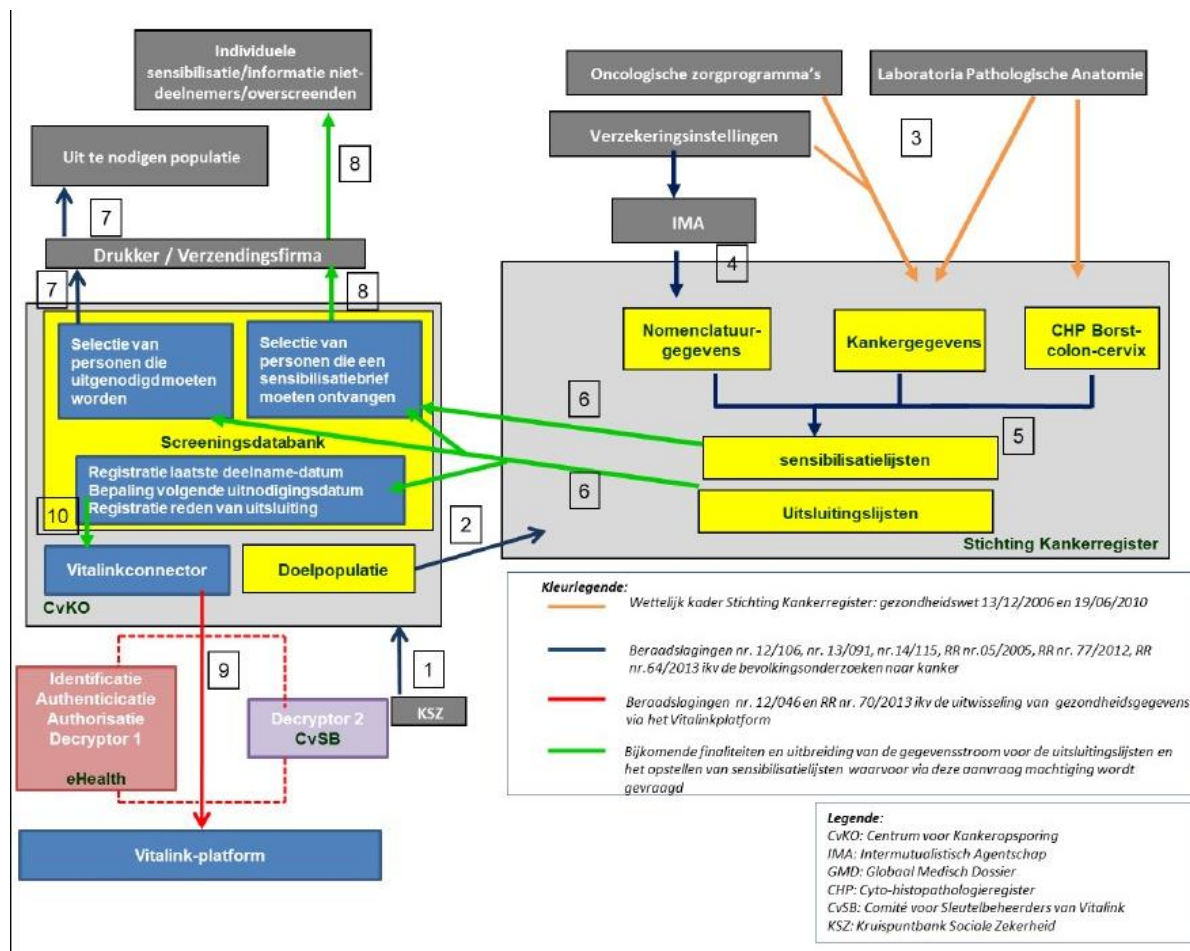 Individuele
sensibilisatie/informatie niet-
deelnemers/overscreenden
Oncologische zorgprogramma's
Laboratoria Pathologische Anatomie
Verzekeringsinstellingen
3
Uit te nodigen populatie
8
7
IMA
4
Drukker / Verzendingsfirma
7
8
Selectie van
personen die
uitgenodigd moeten
worden
Selectie van
personen die een
sensibilisatiebrief
moeten ontvangen
Screeningsdatabank
Registratie laatste deelname-datum
Bepaling volgende uitnodigingsdatum
Registratie reden van uitsluiting
10
Vitalinkconnector
Doelpopulatie
CvKO
2
6
6
Nomenclatuur-
gegevens
Kankergegevens
CHP Borst-
colon-cervix
5
sensibilisatielijsten
Uitsluitingslijsten
Stichting Kankerregister
1
KSZ
9
Identificatie
Authenticicatie
Authorisatie
Decryptor 1
eHealth
Decryptor 2
CvSB
Vitalink-platform
Kleurlegende:
Wettelijk kader Stichting Kankerregister: gezondheidswet 13/12/2006 en 19/06/2010
Beraadslagingen nr. 12/106, nr. 13/091, nr.14/115, RR nr.05/2005, RR nr. 77/2012, RR
nr.64/2013 ikv de bevolkingsonderzoeken naar kanker
Beraadslagingen nr. 12/046 en RR nr. 70/2013 ikv de uitwisseling van gezondheidsgegevens
via het Vitalinkplatform
Bijkomende finaliteiten en uitbreiding van de gegevensstroom voor de uitsluitingslijsten en
het opstellen van sensibilisatielijsten waarvoor via deze aanvraag machtiging wordt
gevraagd
Legende:
CvKO: Centrum voor Kankeropsporing
IMA: Intermutualistisch Agentschap
GMD: Globaal Medisch Dossier
CHP: Cyto-histopathologieregister
CvSB: Comité voor Sleutelbeheerders van Vitalink
KSZ: Kruispuntbank Sociale Zekerheid